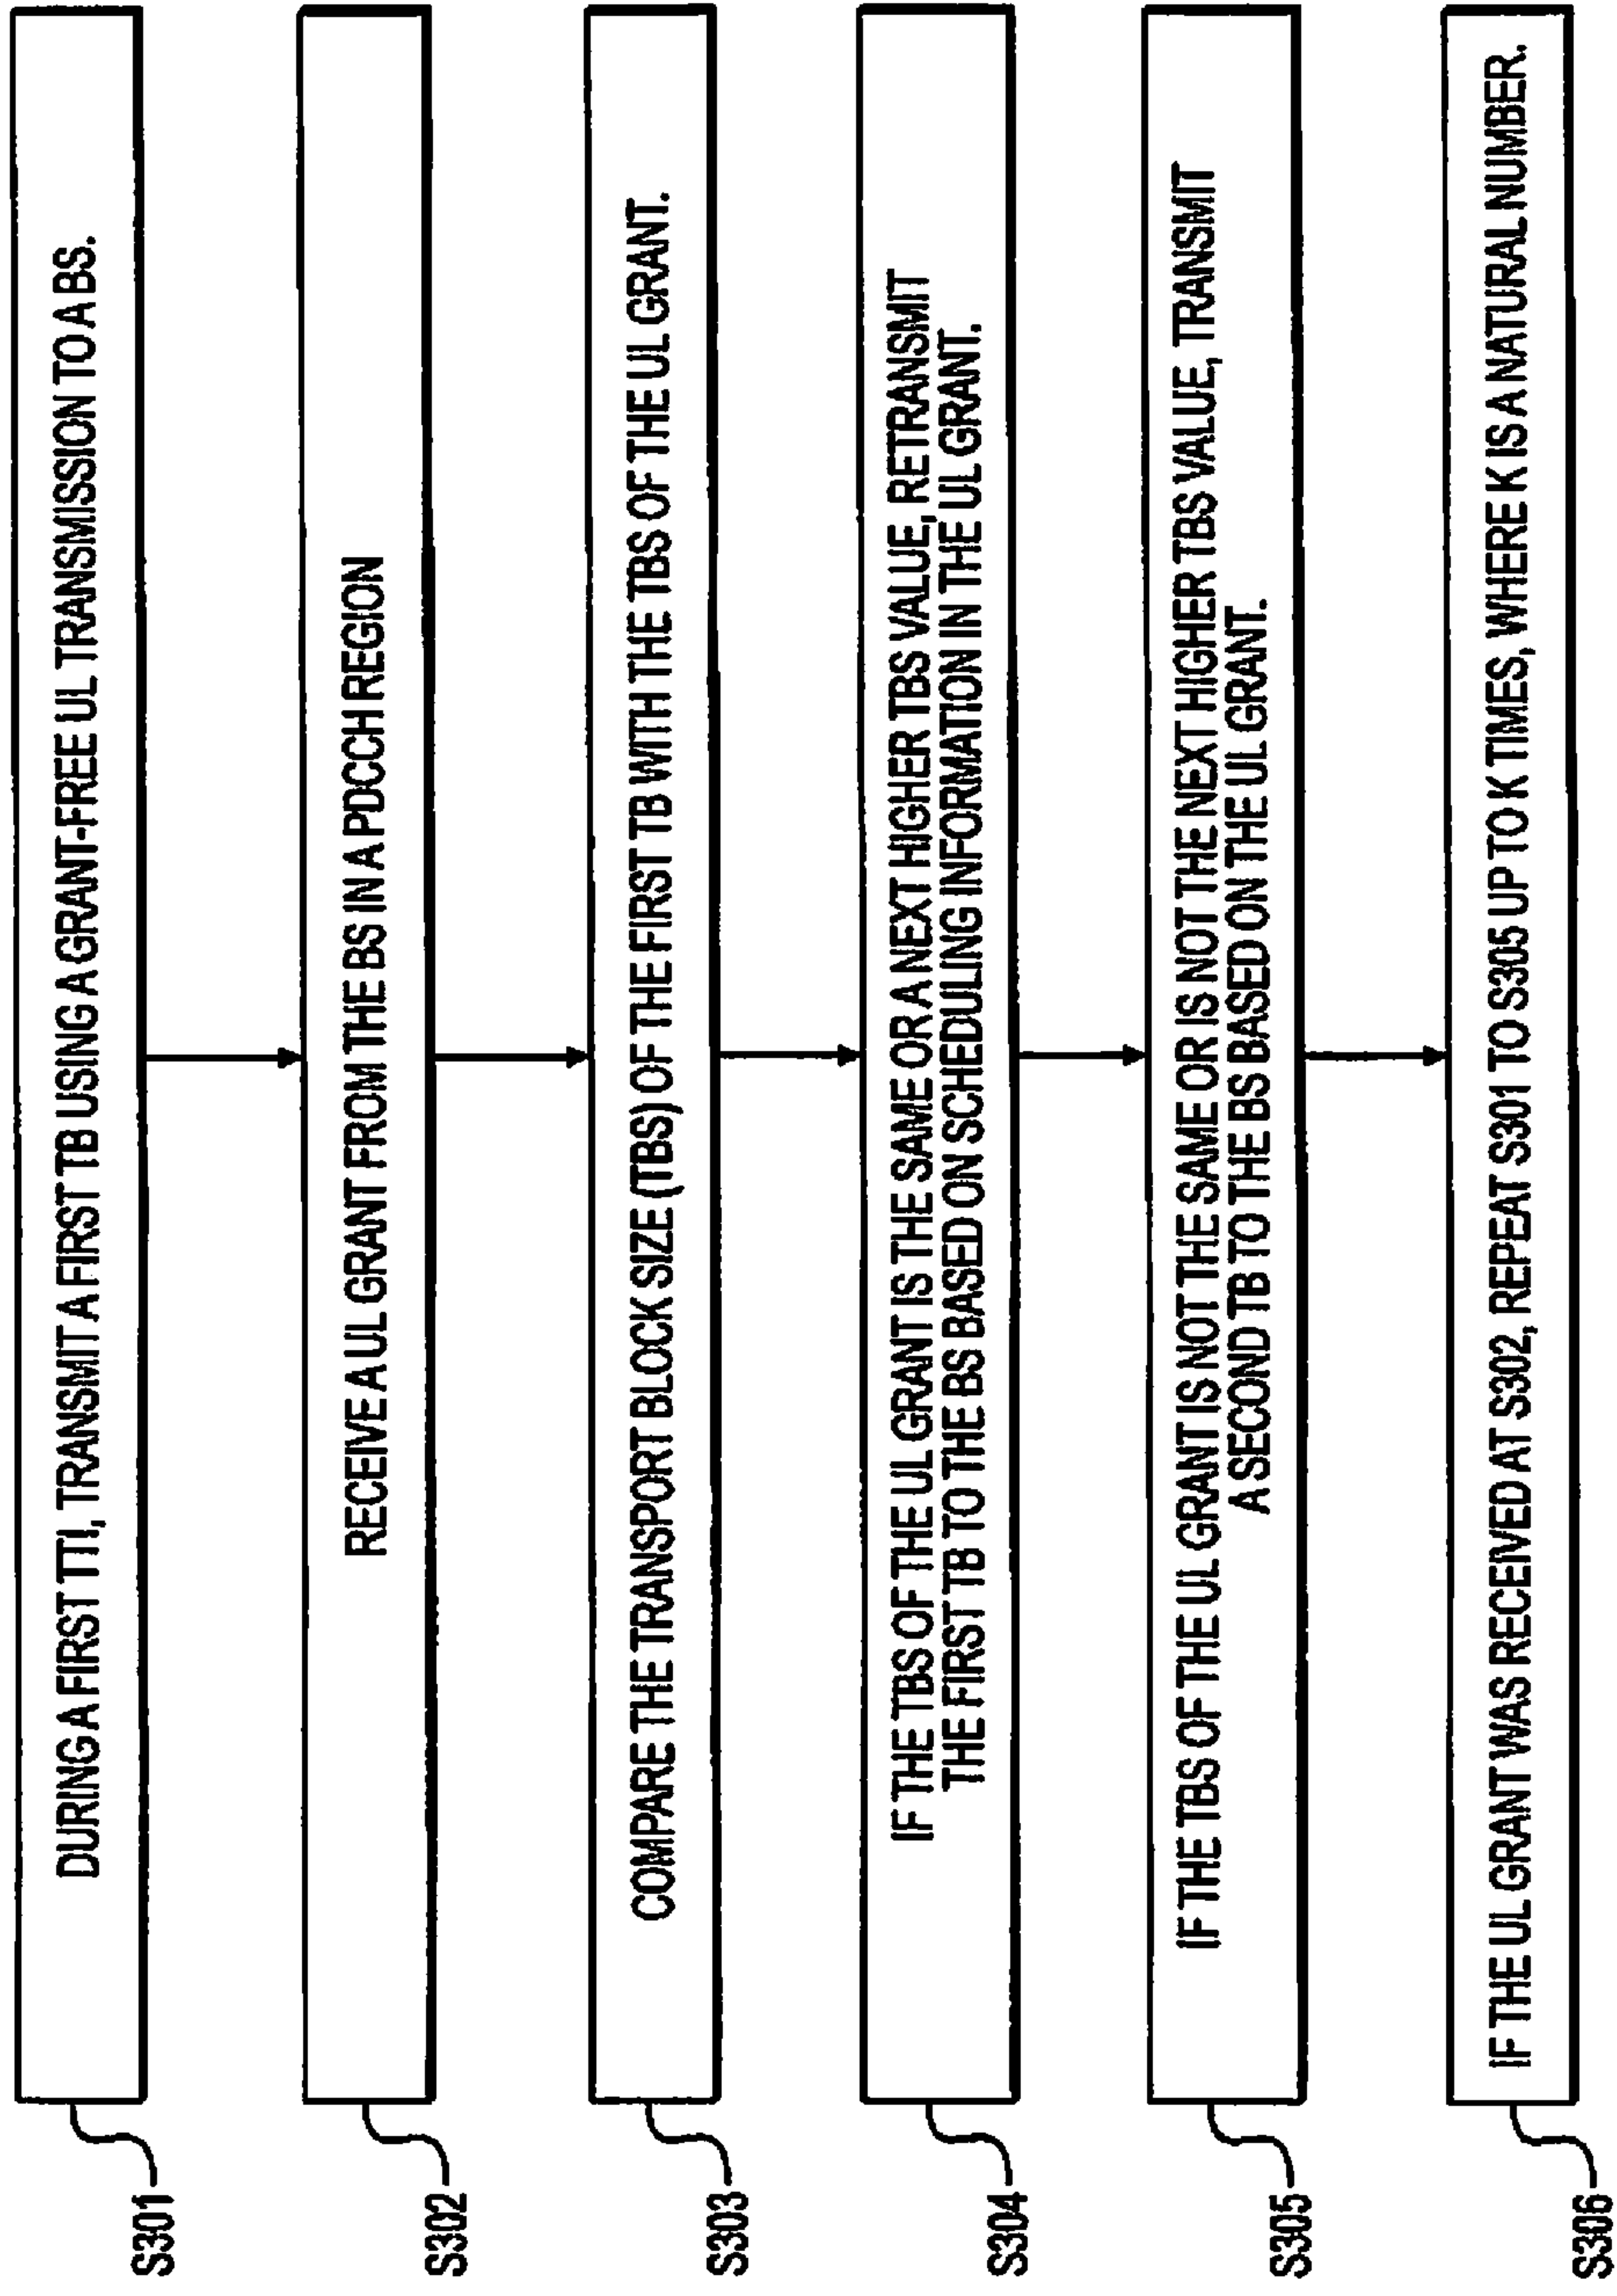 S301
DURING A FIRST TTI, TRANSMIT A FIRST TB USING A GRANT-FREE UL TRANSMISSION TO A BS.
S302
RECEIVE A UL GRANT FROM THE BS IN A PDCCH REGION
S303
COMPARE THE TRANSPORT BLOCK SIZE (TBS) OF THE FIRST TB WITH THE TBS OF THE UL GRANT.
S304
IF THE TBS OF THE UL GRANT IS THE SAME OR A NEXT HIGHER TBS VALUE, RETRANSMIT
THE FIRST TB TO THE BS BASED ON SCHEDULING INFORMATION IN THE UL GRANT.
S305
IF THE TBS OF THE UL GRANT IS NOT THE SAME OR IS NOT THE NEXT HIGHER TBS VALUE, TRANSMIT
A SECOND TB TO THE BS BASED ON THE UL GRANT.
S306
IF THE UL GRANT WAS RECEIVED AT S302, REPEAT S301 TO S305 UP TO K TIMES, WHERE K IS A NATURAL NUMBER.